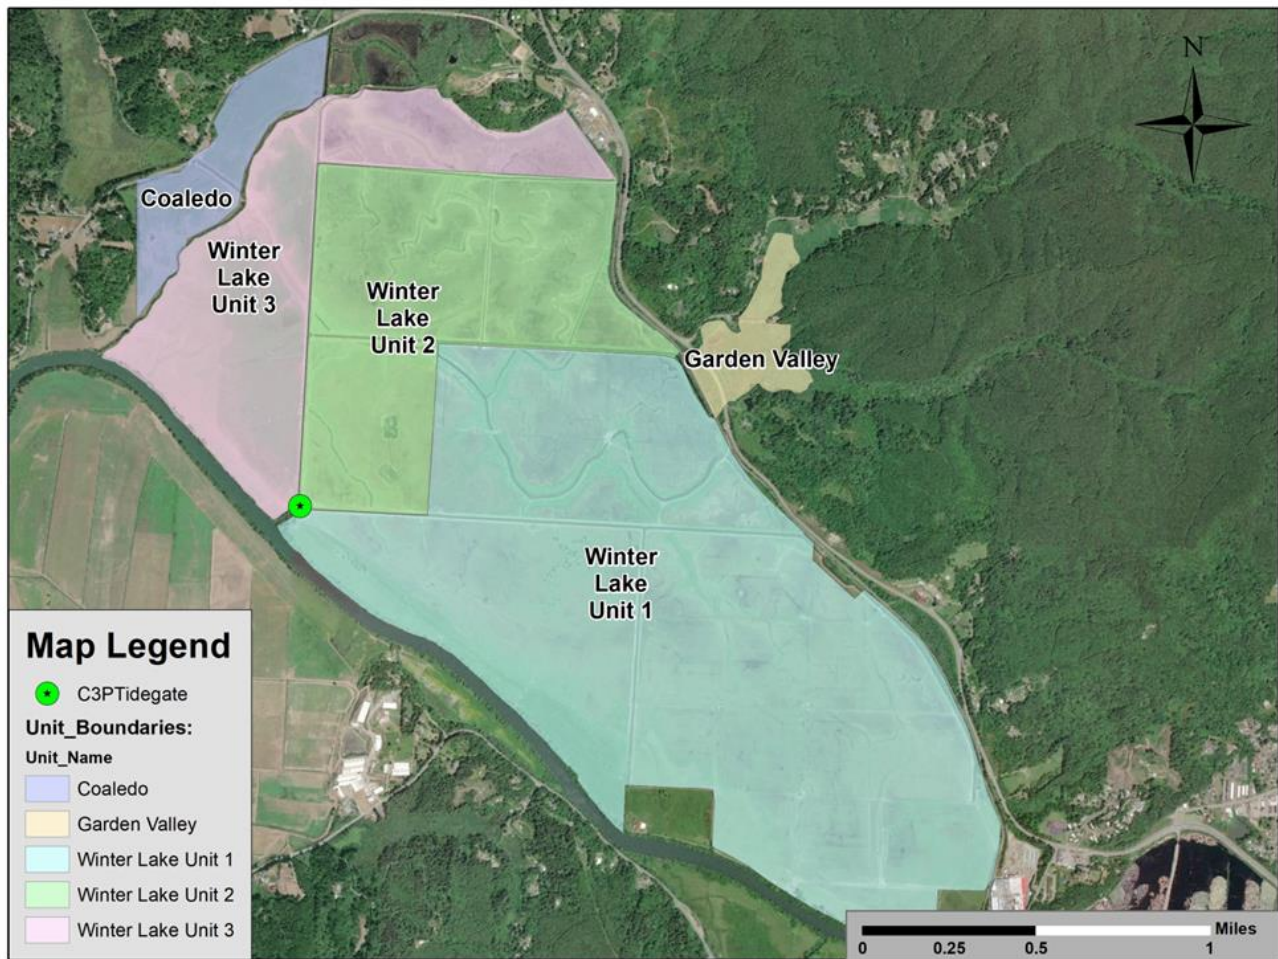 N
Coaledo
Winter
Lake
Unit 3
Winter
Lake
Unit 2
Garden Valley
Winter
Lake
Unit 1
Map Legend
C3PTidegate
Unit_Boundaries:
Unit_Name
Coaledo
Garden Valley
Winter Lake Unit 1
Winter Lake Unit 2
Winter Lake Unit 3
Miles
0 0.25 0.5 1